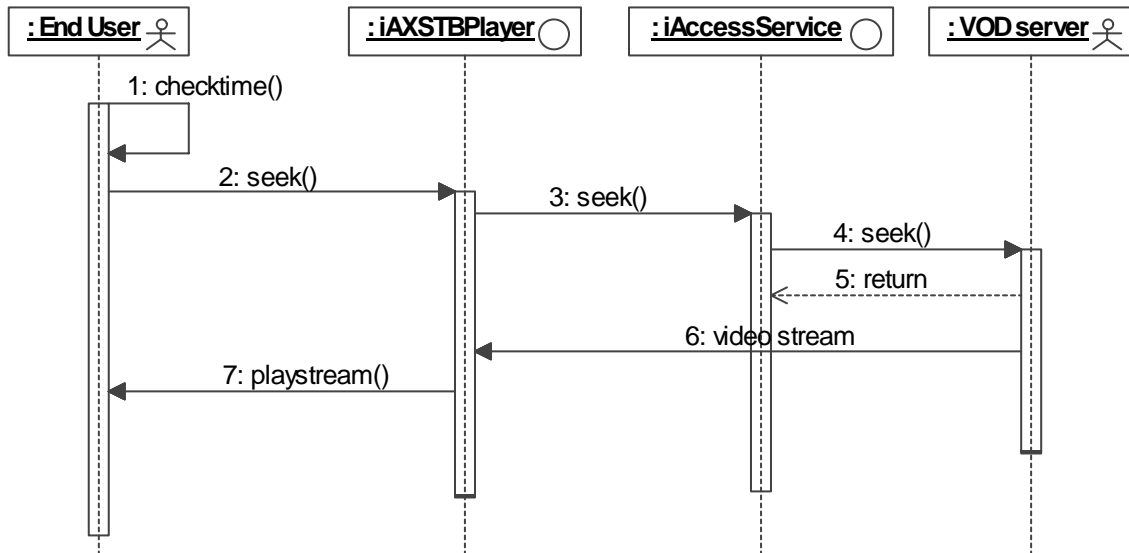 : End User
: iAXSTBPlayer
: iAccessService
: VOD server
1: checktime()
2: seek()
3: seek()
4: seek()
5: return
6: video stream
7: playstream()